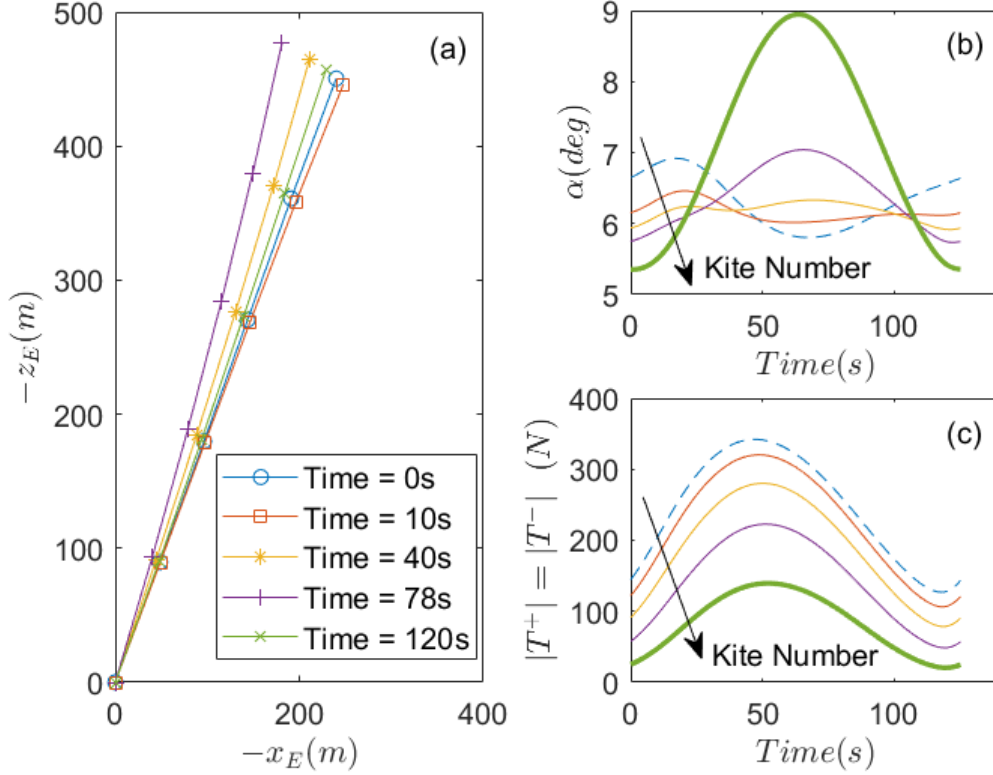 (a)
500
400
300
200
100
0
0
200
400
−z_E(m)
−x_E(m)
Time = 0s
Time = 10s
Time = 40s
Time = 78s
Time = 120s
(b)
9
8
7
6
5
0
50
100
α(deg)
Kite Number
Time(s)
(c)
400
300
200
100
0
0
50
100
|T⁺| = |T⁻| (N)
Kite Number
Time(s)